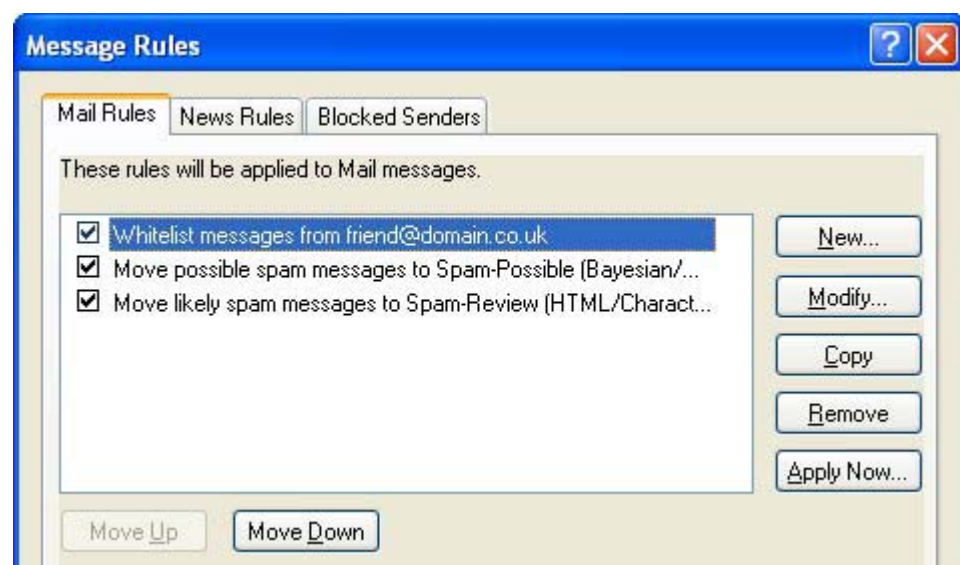 Message Rules
Mail Rules News Rules Blocked Senders
These rules will be applied to Mail messages.
Whitelist messages from friend@domain.co.uk
New...
Move possible spam messages to Spam-Possible (Bayesian/...
Move likely spam messages to Spam-Review (HTML/Charact...
Modify...
Copy
Remove
Apply Now...
Move Up Move Down